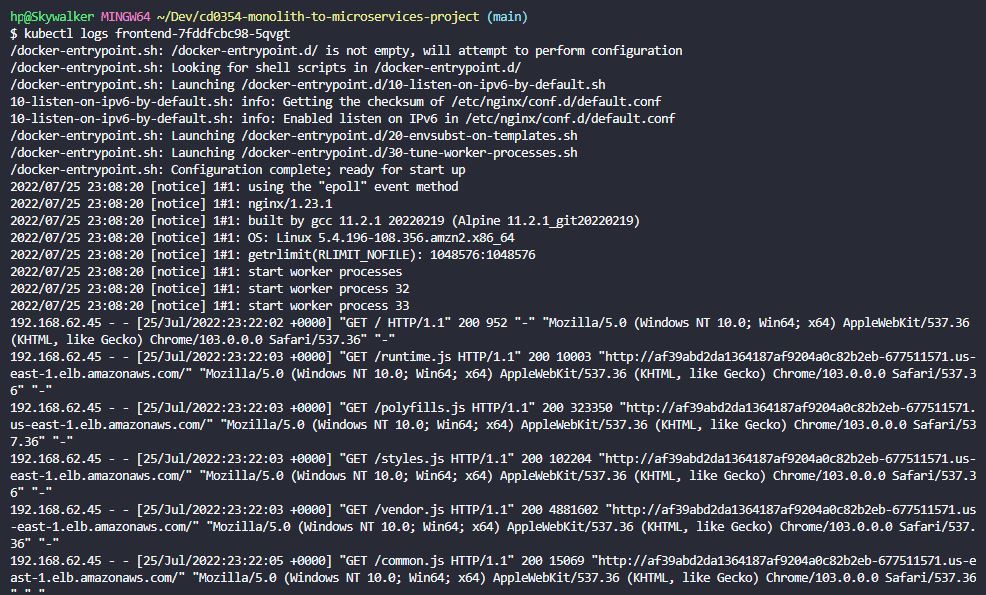 hp@Skywalker MINGW64 ~/Dev/cd0354-monolith-to-microservices-project (main)
$ kubectl logs frontend-7fddfcbc98-5qvgt
/docker-entrypoint.sh: /docker-entrypoint.d/ is not empty, will attempt to perform configuration
/docker-entrypoint.sh: Looking for shell scripts in /docker-entrypoint.d/
/docker-entrypoint.sh: Launching /docker-entrypoint.d/10-listen-on-ipv6-by-default.sh
10-listen-on-ipv6-by-default.sh: info: Getting the checksum of /etc/nginx/conf.d/default.conf
10-listen-on-ipv6-by-default.sh: info: Enabled listen on IPv6 in /etc/nginx/conf.d/default.conf
/docker-entrypoint.sh: Launching /docker-entrypoint.d/20-envsubst-on-templates.sh
/docker-entrypoint.sh: Launching /docker-entrypoint.d/30-tune-worker-processes.sh
/docker-entrypoint.sh: Configuration complete; ready for start up
2022/07/25 23:08:20 [notice] 1#1: using the "epoll" event method
2022/07/25 23:08:20 [notice] 1#1: nginx/1.23.1
2022/07/25 23:08:20 [notice] 1#1: built by gcc 11.2.1 20220219 (Alpine 11.2.1_git20220219)
2022/07/25 23:08:20 [notice] 1#1: OS: Linux 5.4.196-108.356.amzn2.x86_64
2022/07/25 23:08:20 [notice] 1#1: getrlimit(RLIMIT_NOFILE): 1048576:1048576
2022/07/25 23:08:20 [notice] 1#1: start worker processes
2022/07/25 23:08:20 [notice] 1#1: start worker process 32
2022/07/25 23:08:20 [notice] 1#1: start worker process 33
192.168.62.45 - - [25/Jul/2022:23:22:02 +0000] "GET / HTTP/1.1" 200 952 "-" "Mozilla/5.0 (Windows NT 10.0; Win64; x64) AppleWebKit/537.36
(KHTML, like Gecko) Chrome/103.0.0.0 Safari/537.36" "-"
192.168.62.45 - - [25/Jul/2022:23:22:03 +0000] "GET /runtime.js HTTP/1.1" 200 10003 "http://af39abd2da1364187af9204a0c82b2eb-677511571.us-
east-1.elb.amazonaws.com/" "Mozilla/5.0 (Windows NT 10.0; Win64; x64) AppleWebKit/537.36 (KHTML, like Gecko) Chrome/103.0.0.0 Safari/537.3
6" "-"
192.168.62.45 - - [25/Jul/2022:23:22:03 +0000] "GET /polyfills.js HTTP/1.1" 200 323350 "http://af39abd2da1364187af9204a0c82b2eb-677511571.
us-east-1.elb.amazonaws.com/" "Mozilla/5.0 (Windows NT 10.0; Win64; x64) AppleWebKit/537.36 (KHTML, like Gecko) Chrome/103.0.0.0 Safari/53
7.36" "-"
192.168.62.45 - - [25/Jul/2022:23:22:03 +0000] "GET /styles.js HTTP/1.1" 200 102204 "http://af39abd2da1364187af9204a0c82b2eb-677511571.us-
east-1.elb.amazonaws.com/" "Mozilla/5.0 (Windows NT 10.0; Win64; x64) AppleWebKit/537.36 (KHTML, like Gecko) Chrome/103.0.0.0 Safari/537.3
6" "-"
192.168.62.45 - - [25/Jul/2022:23:22:03 +0000] "GET /vendor.js HTTP/1.1" 200 4881602 "http://af39abd2da1364187af9204a0c82b2eb-677511571.us
-east-1.elb.amazonaws.com/" "Mozilla/5.0 (Windows NT 10.0; Win64; x64) AppleWebKit/537.36 (KHTML, like Gecko) Chrome/103.0.0.0 Safari/537.
36" "-"
192.168.62.45 - - [25/Jul/2022:23:22:05 +0000] "GET /common.js HTTP/1.1" 200 15069 "http://af39abd2da1364187af9204a0c82b2eb-677511571.us-e
ast-1.elb.amazonaws.com/" "Mozilla/5.0 (Windows NT 10.0; Win64; x64) AppleWebKit/537.36 (KHTML, like Gecko) Chrome/103.0.0.0 Safari/537.36
" "-"